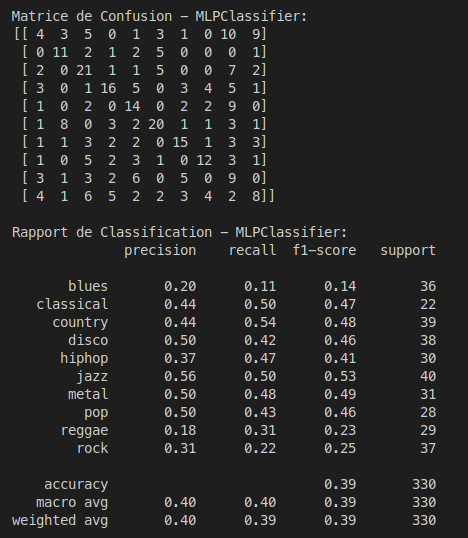 Matrice de Confusion – MLPClassifier:
[[ 4  3  5  0  1  3  1  0 10  9]
 [ 0 11  2  1  2  5  0  0  0  1]
 [ 2  0 21  1  1  5  0  0  7  2]
 [ 3  0  1 16  5  0  3  4  5  1]
 [ 1  0  2  0 14  0  2  2  9  0]
 [ 1  8  0  3  2 20  1  1  3  1]
 [ 1  1  3  2  2  0 15  1  3  3]
 [ 1  0  5  2  3  1  0 12  3  1]
 [ 3  1  3  2  6  0  5  0  9  0]
 [ 4  1  6  5  2  2  3  4  2  8]]
Rapport de Classification – MLPClassifier:
              precision    recall  f1-score   support
       blues       0.20      0.11      0.14        36
   classical       0.44      0.50      0.47        22
     country       0.44      0.54      0.48        39
       disco       0.50      0.42      0.46        38
      hiphop       0.37      0.47      0.41        30
        jazz       0.56      0.50      0.53        40
       metal       0.50      0.48      0.49        31
         pop       0.50      0.43      0.46        28
      reggae       0.18      0.31      0.23        29
        rock       0.31      0.22      0.25        37
    accuracy                           0.39       330
   macro avg       0.40      0.40      0.39       330
weighted avg       0.40      0.39      0.39       330